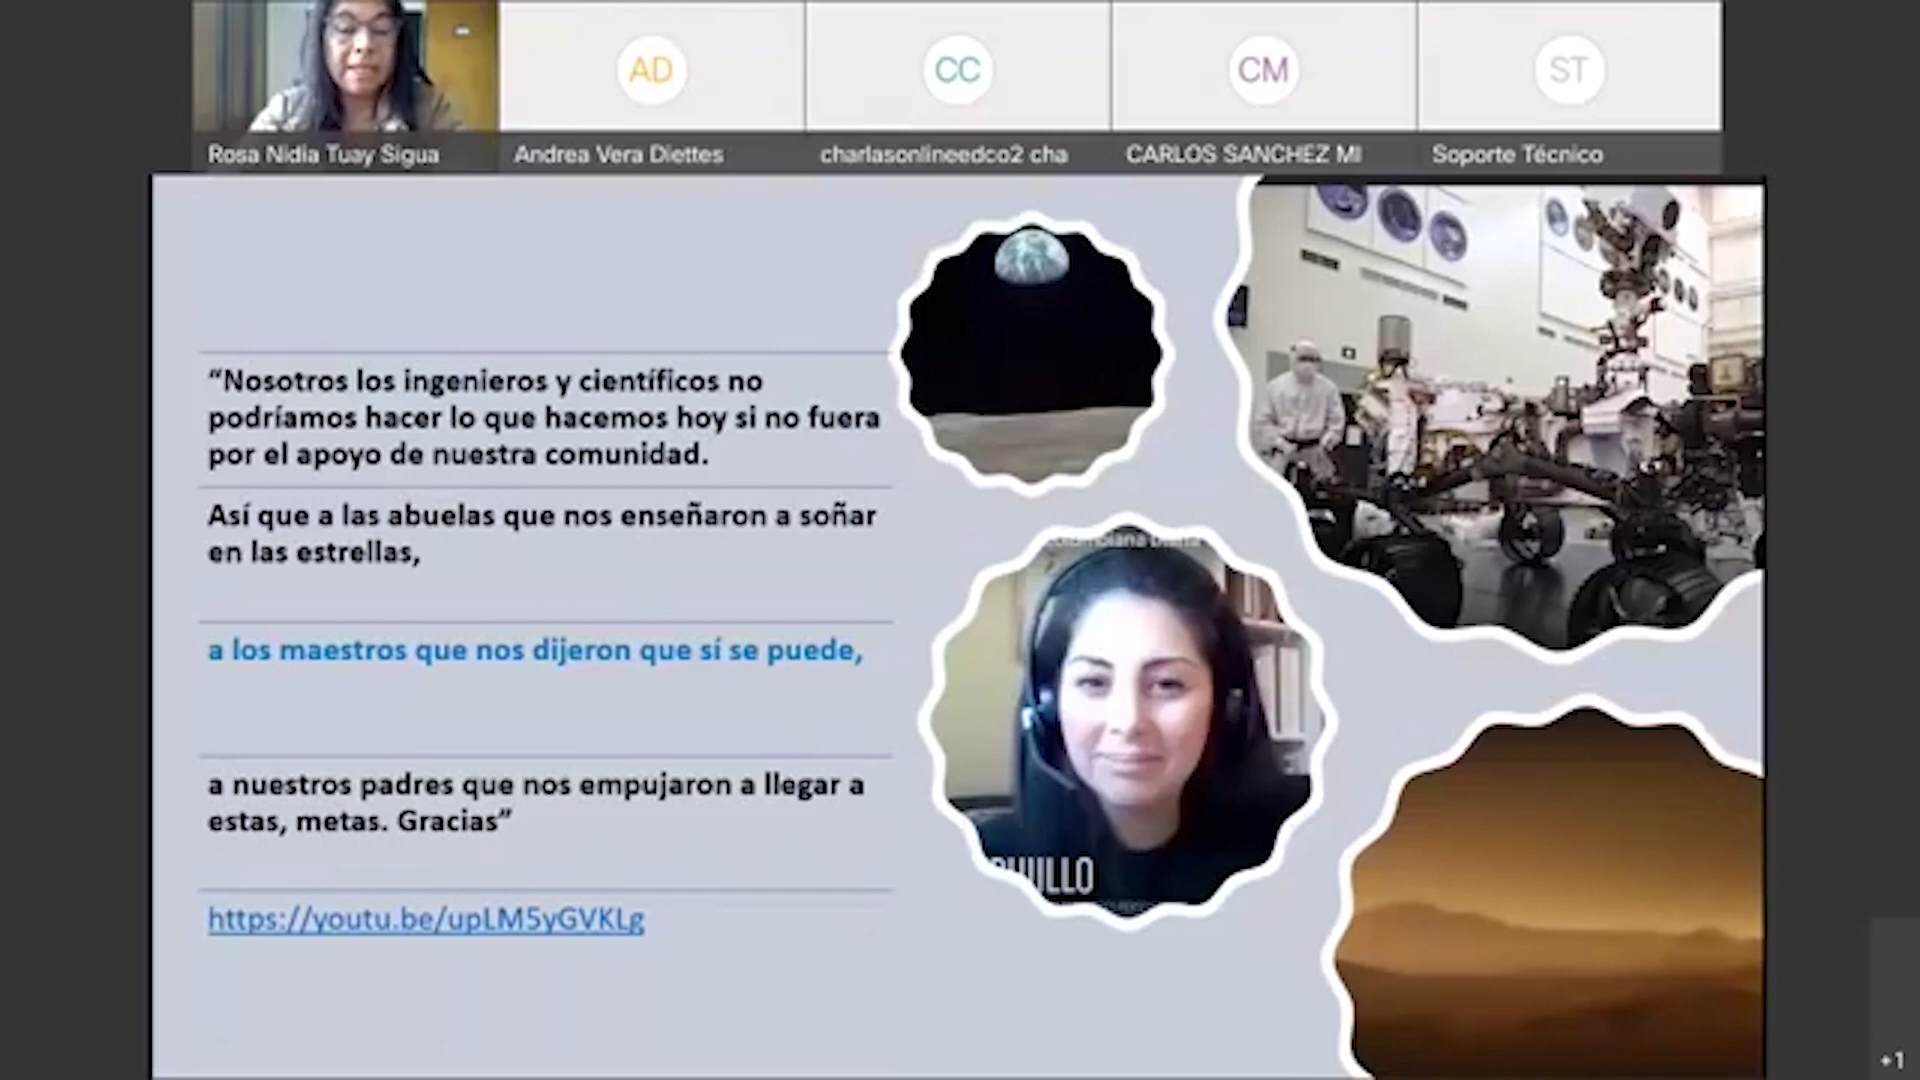 AD
CC
CM
ST
Rosa Nidia Tuay Sigua
Andrea Vera Diettes
charlasonlineedco2 cha
CARLOS SANCHEZ MI
Soporte Técnico
“Nosotros los ingenieros y científicos no
podríamos hacer lo que hacemos hoy si no fuera
por el apoyo de nuestra comunidad.
Así que a las abuelas que nos enseñaron a soñar
en las estrellas,
a los maestros que nos dijeron que sí se puede,
a nuestros padres que nos empujaron a llegar a
estas, metas. Gracias”
https://youtu.be/upLM5yGVKLg
+1